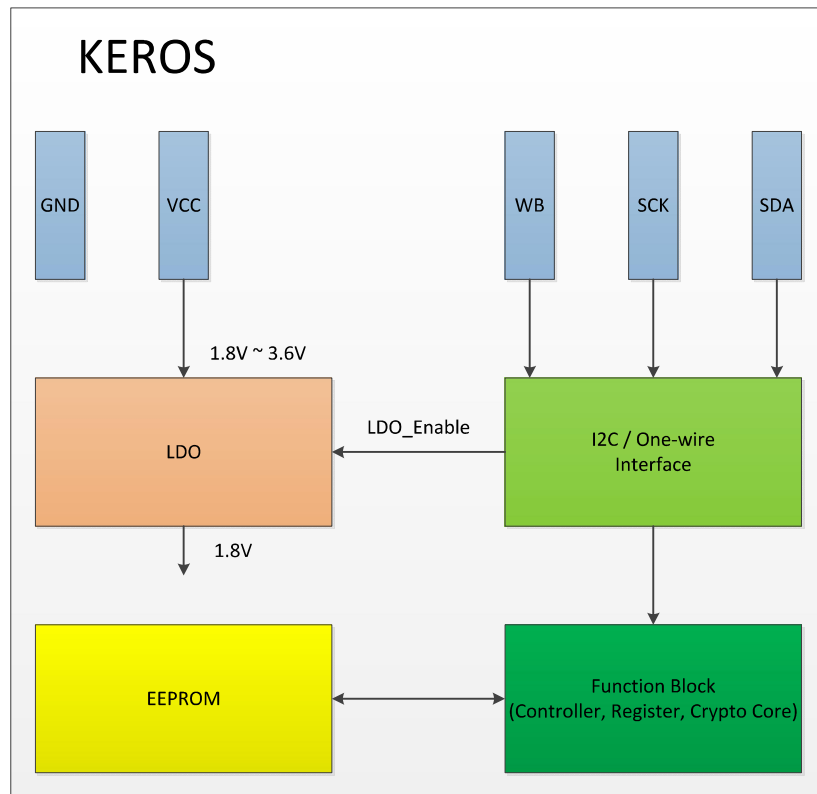 KEROS
GND
VCC
WB
SCK
SDA
1.8V ~ 3.6V
LDO
LDO_Enable
I2C / One-wire
Interface
1.8V
EEPROM
Function Block
(Controller, Register, Crypto Core)